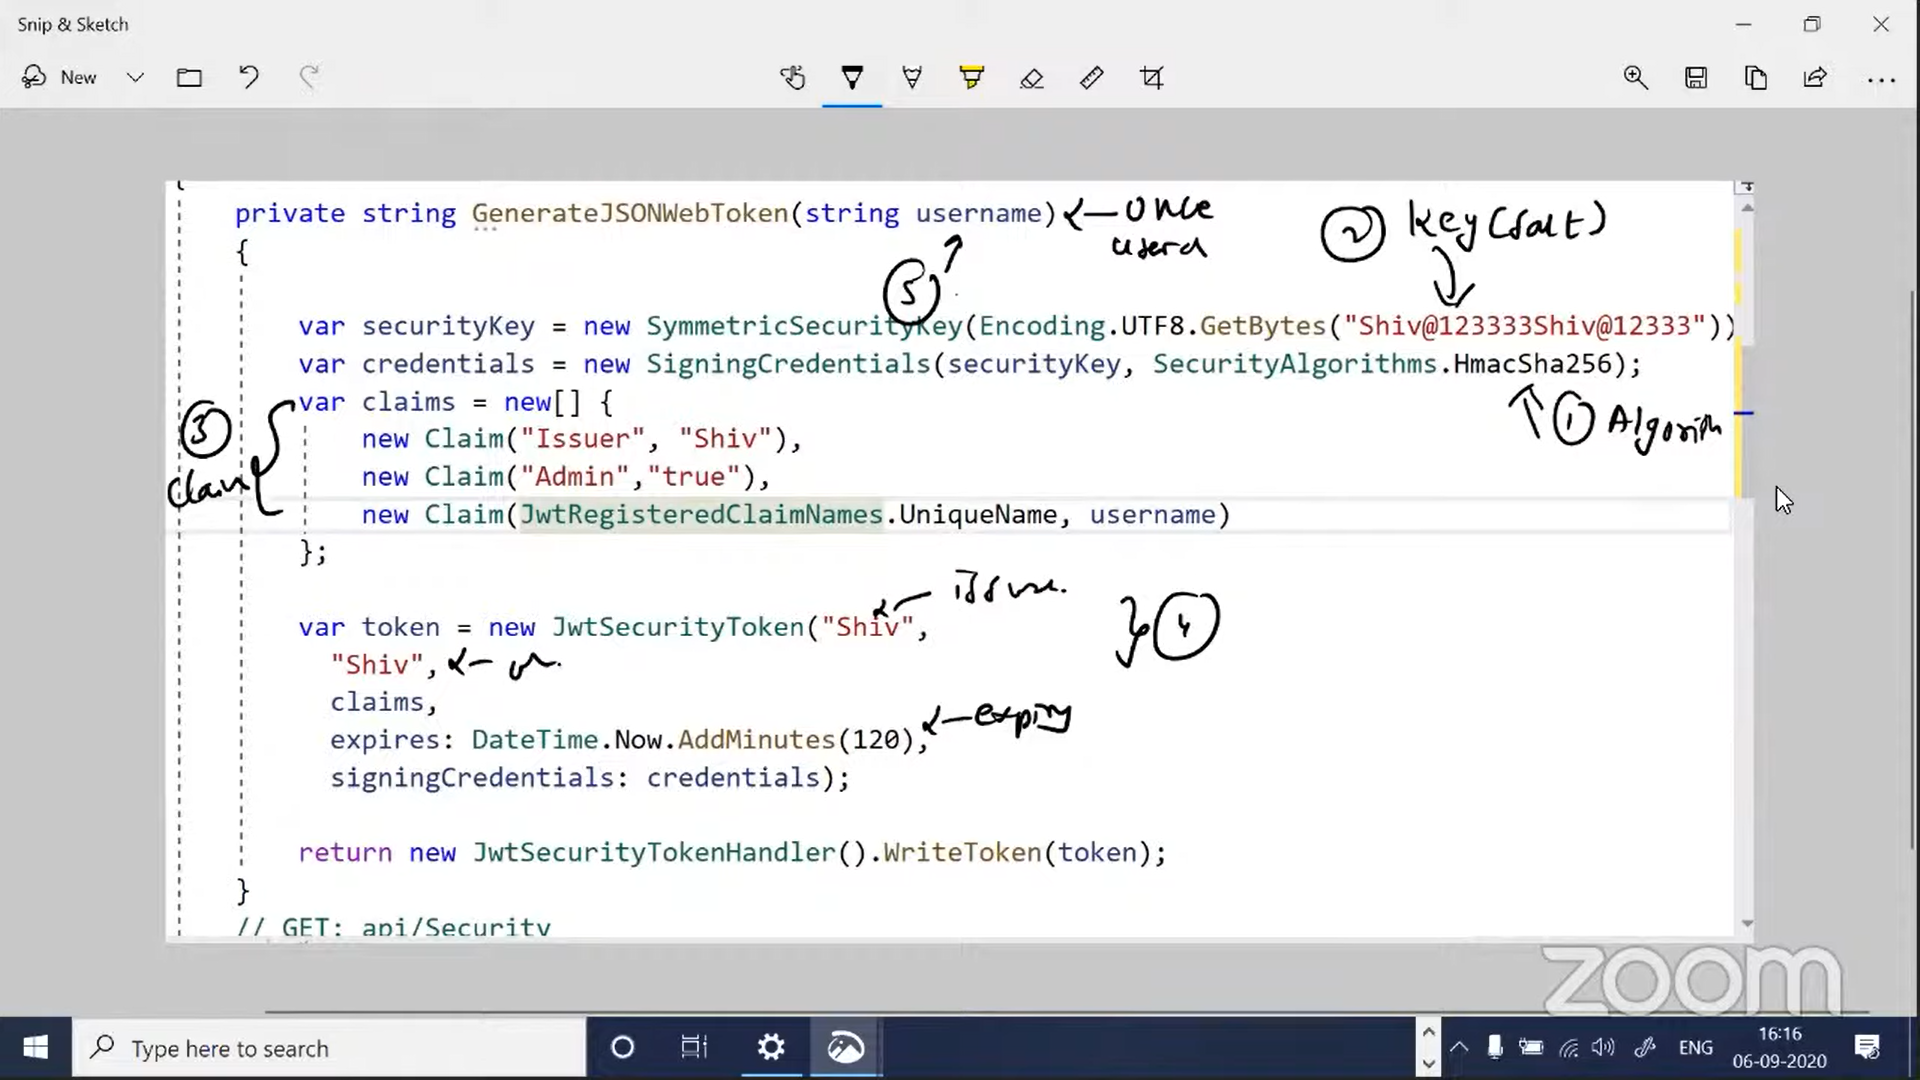 Snip & Sketch
New
private string GenerateJSONWebToken(string username) once
userd
② key (salt)
{
⑤
var securityKey = new SymmetricSecurityKey(Encoding.UTF8.GetBytes("Shiv@123333Shiv@12333"))
var credentials = new SigningCredentials(securityKey, SecurityAlgorithms.HmacSha256);
③ var claims = new[] {
① Algorithm
new Claim("Issuer", "Shiv"),
new Claim("Admin","true"),
claim
new Claim(JwtRegisteredClaimNames.UniqueName, username)
};
issue.
var token = new JwtSecurityToken("Shiv",
④
"Shiv",
claims,
expiry
expires: DateTime.Now.AddMinutes(120),
signingCredentials: credentials);
return new JwtSecurityTokenHandler().WriteToken(token);
}
// GET: api/Security
zoom
Type here to search
ENG
16:16
06-09-2020